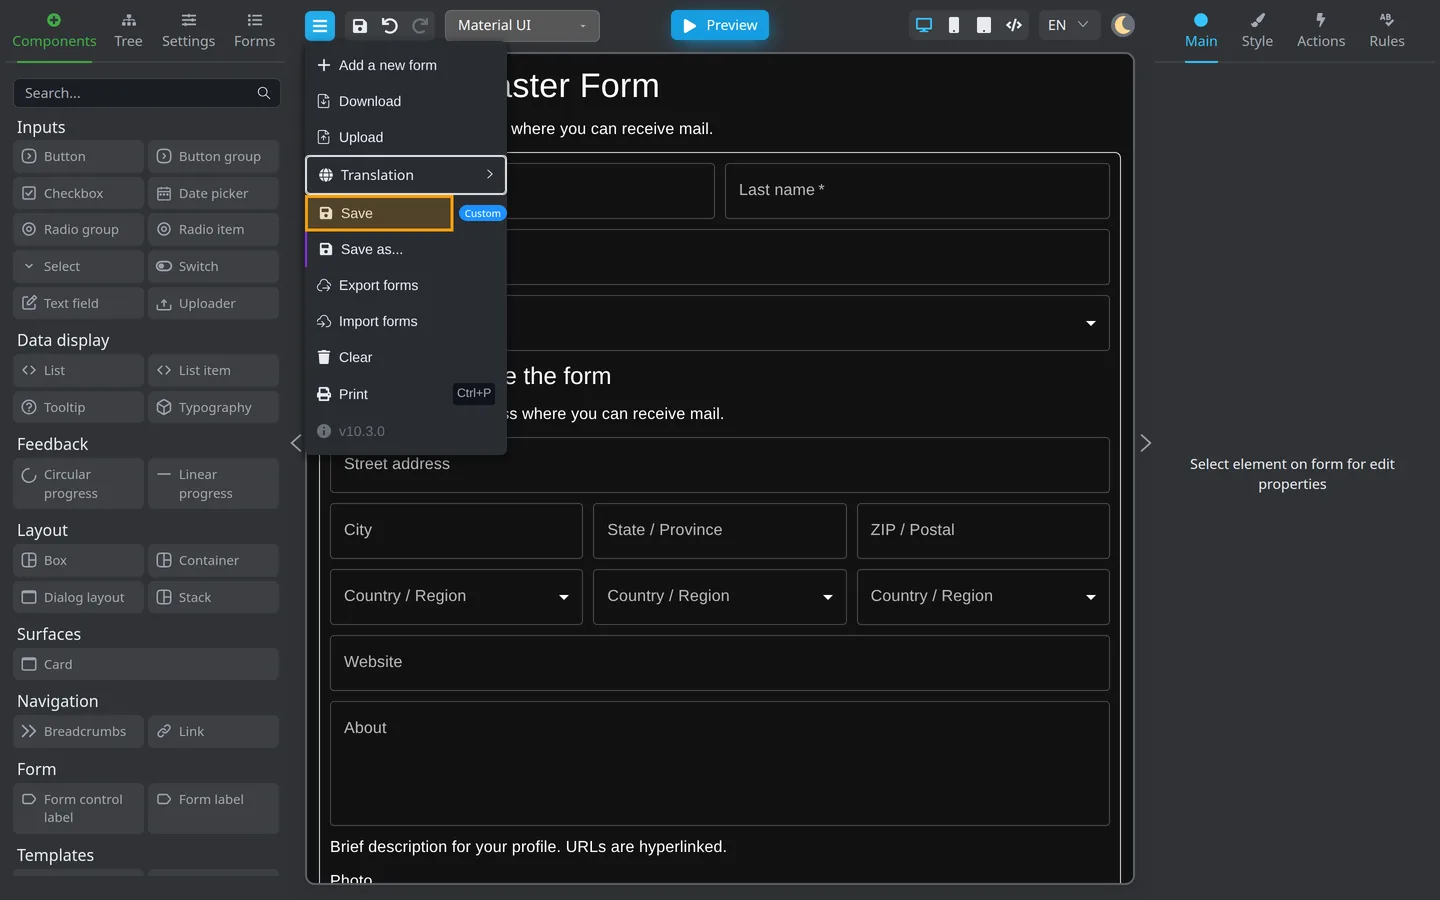 Components
Tree
Settings
Forms
Material UI
Preview
EN
Main
Style
Actions
Rules
Search...
Inputs
Button
Button group
Checkbox
Date picker
Radio group
Radio item
Select
Switch
Text field
Uploader
Data display
List
List item
Tooltip
Typography
Feedback
Circular
progress
Linear
progress
Layout
Box
Container
Dialog layout
Stack
Surfaces
Card
Navigation
Breadcrumbs
Link
Form
Form control
label
Form label
Templates
Add a new form
Download
Upload
Translation
Save
Custom
Save as...
Export forms
Import forms
Clear
Print
Ctrl+P
v10.3.0
aster Form
where you can receive mail.
Last name *
e the form
ss where you can receive mail.
Street address
City
State / Province
ZIP / Postal
Country / Region
Country / Region
Country / Region
Website
About
Brief description for your profile. URLs are hyperlinked.
Photo
Select element on form for edit
properties